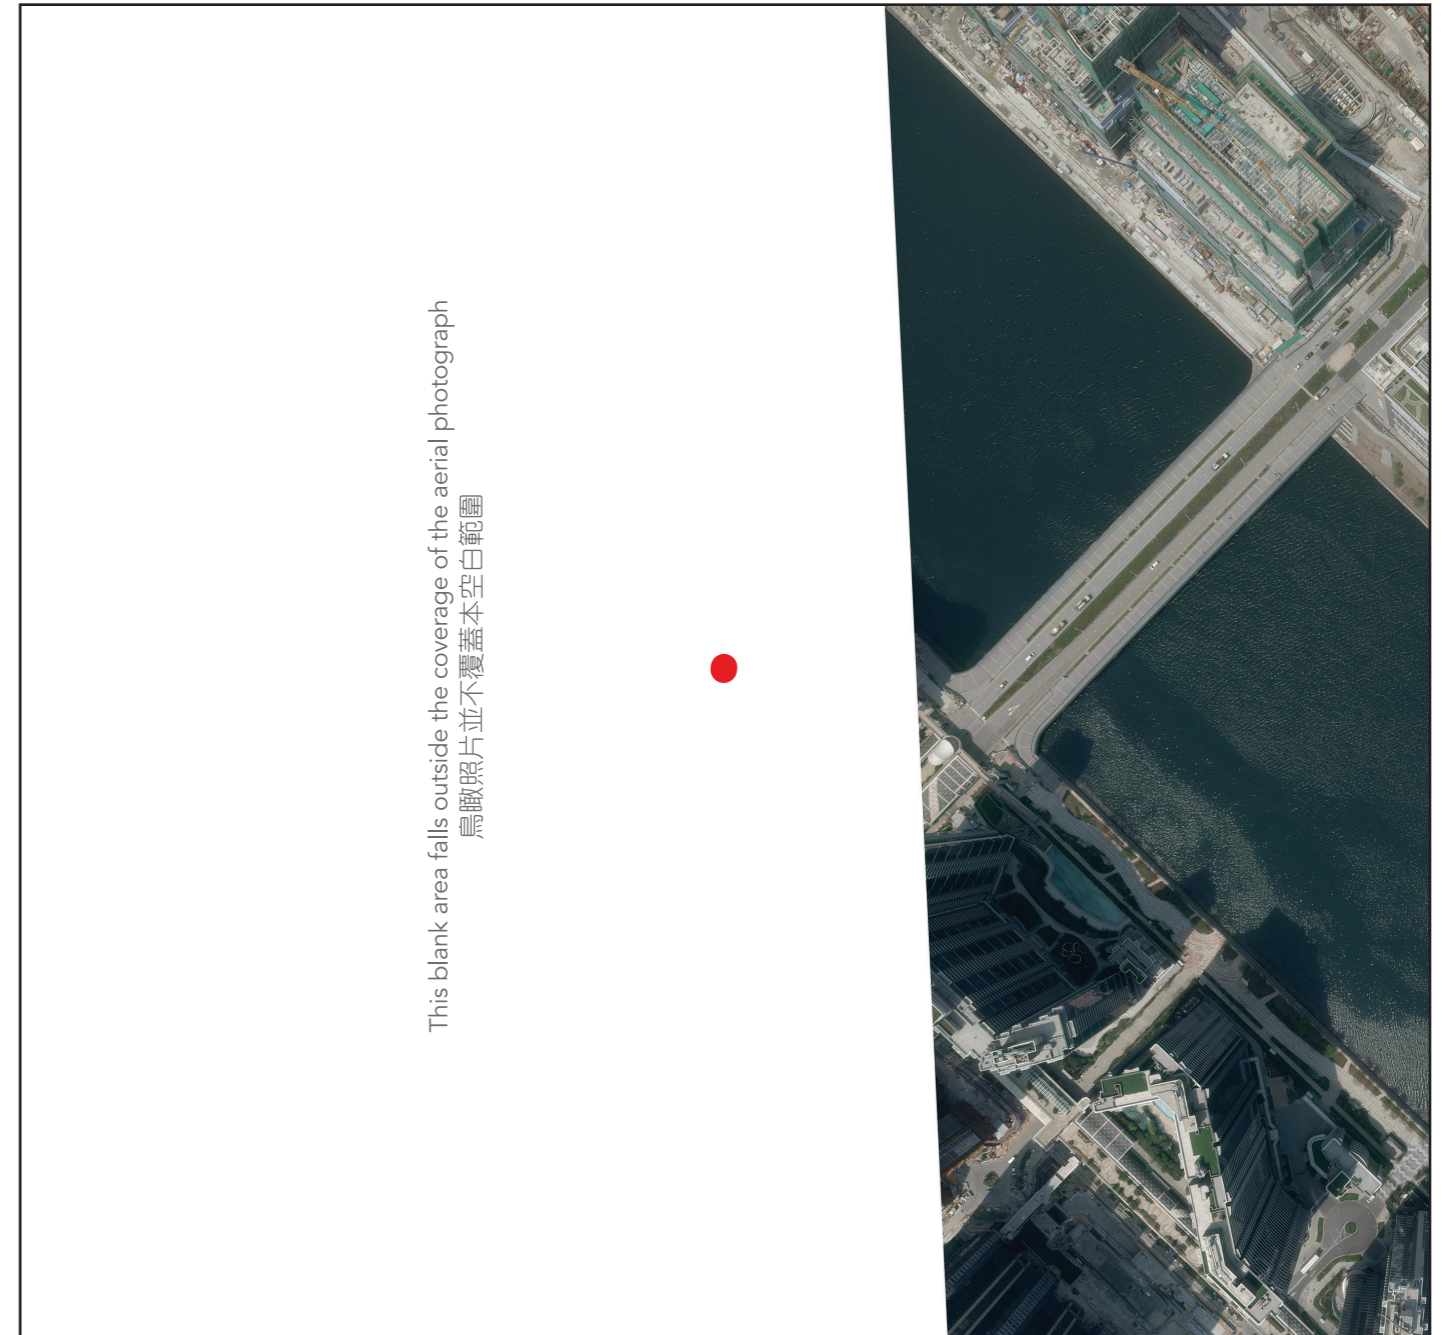 This blank area falls outside the coverage of the aerial photograph
鳥瞰照片並不覆蓋本空白範圍